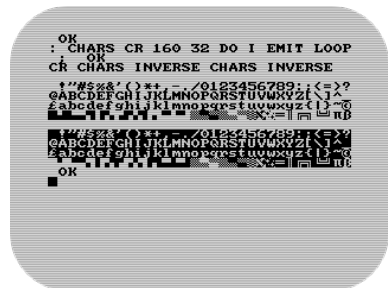 OK
: CHARS CR 160 32 DO I EMIT LOOP
; OK
CR CHARS INVERSE CHARS INVERSE
!"#$%&'()*+,-./0123456789:;<=>?
@ABCDEFGHIJKLMNOPQRSTUVWXYZ[\]^
£abcdefghijklmnopqrstuvwxyz{|}~©
!"#$%&'()*+,-./0123456789:;<=>?
@ABCDEFGHIJKLMNOPQRSTUVWXYZ[\]^
£abcdefghijklmnopqrstuvwxyz{|}~©
OK